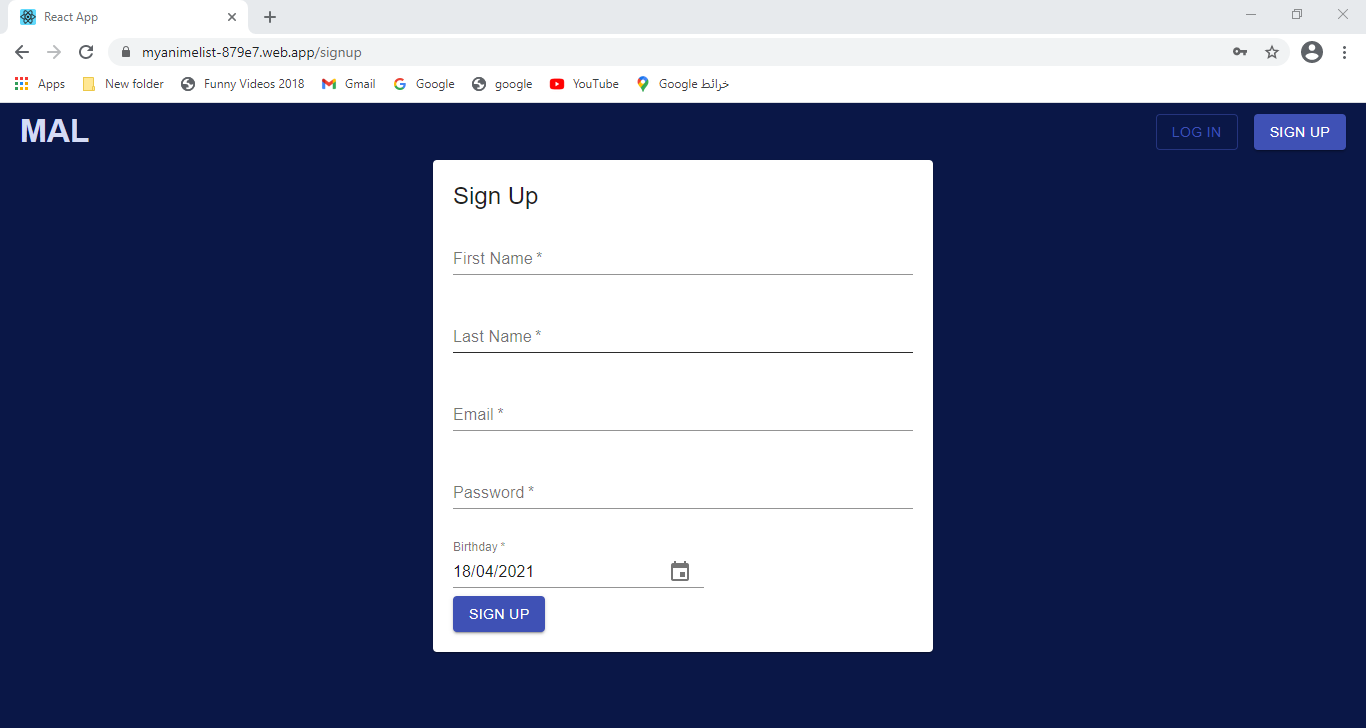 React App
myanimelist-879e7.web.app/signup
Apps New folder Funny Videos 2018 Gmail Google google YouTube Google خرائط
MAL LOG IN SIGN UP
Sign Up
First Name *
Last Name *
Email *
Password *
Birthday *
18/04/2021
SIGN UP